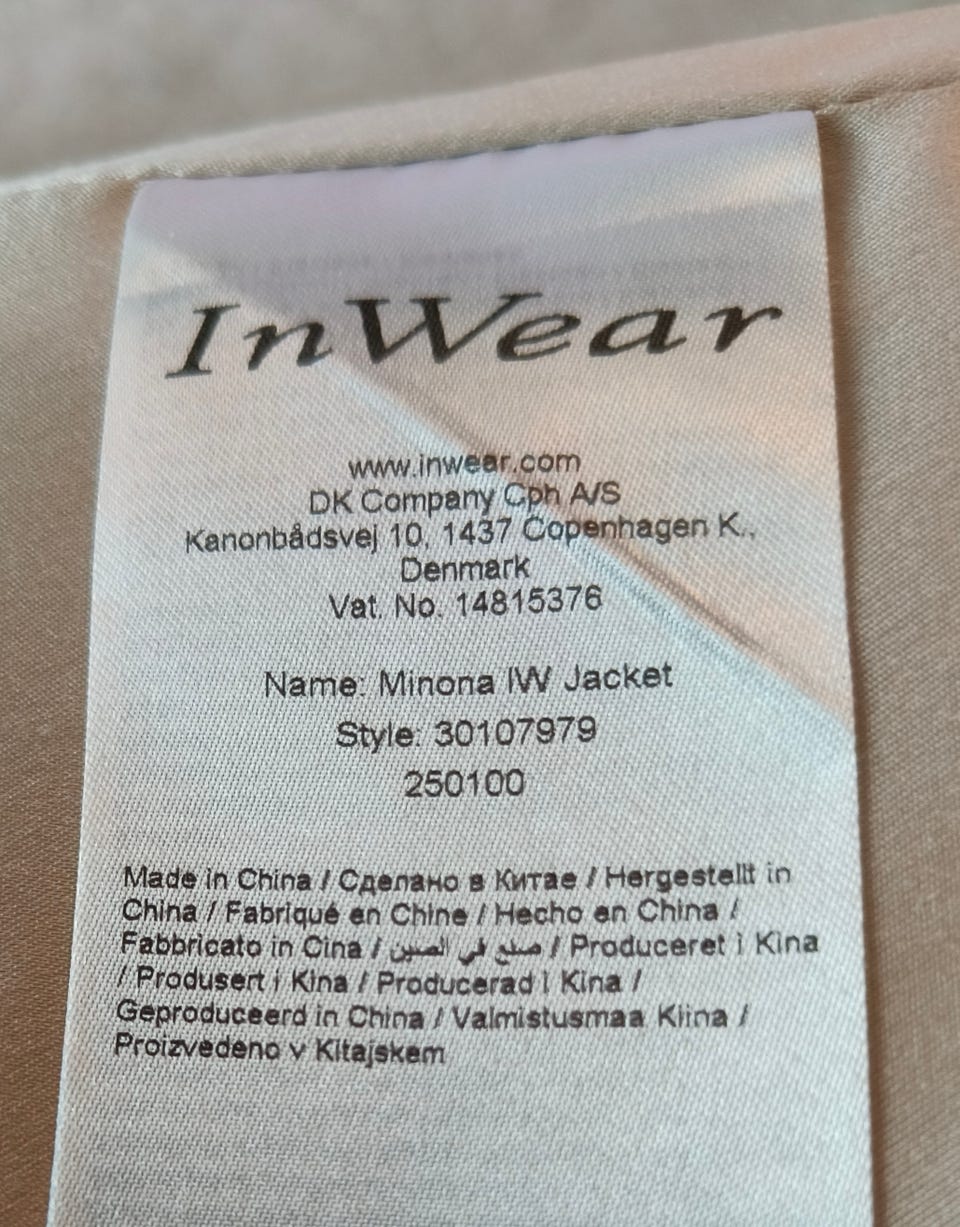 InWear
www.inwear.com
DK Company Cph A/S
Kanonbådsvej 10, 1437 Copenhagen K.,
Denmark
Vat. No. 14815376
Name: Minona IW Jacket
Style: 30107979
250100
Made in China / Сделано в Китае / Hergestellt in
China / Fabriqué en Chine / Hecho en China /
Fabbricato in Cina / صنع في الصين / Produceret i Kina
/ Produsert i Kina / Producerad i Kina /
Geproduceerd in China / Valmistusmaa Kiina /
Proizvedeno v Kitajskem